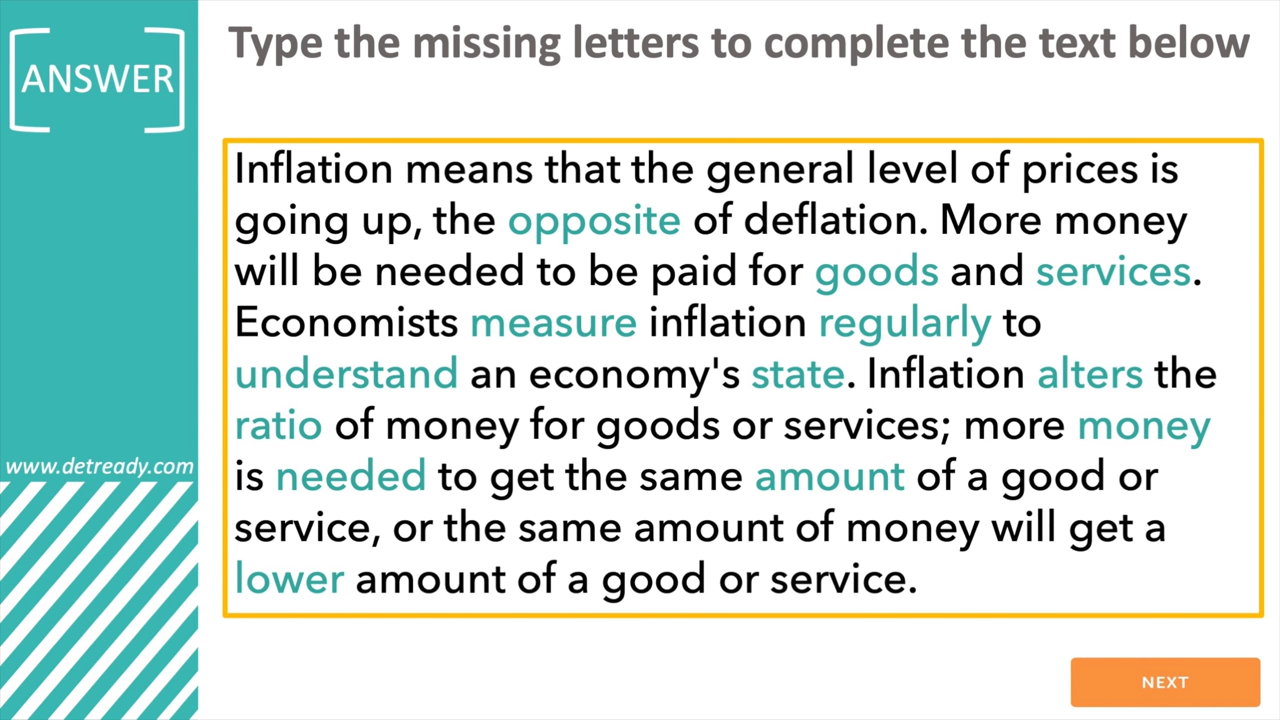 Type the missing letters to complete the text below
ANSWER
Inflation means that the general level of prices is
going up, the opposite of deflation. More money
will be needed to be paid for goods and services.
Economists measure inflation regularly to
understand an economy's state. Inflation alters the
ratio of money for goods or services; more money
is needed to get the same amount of a good or
service, or the same amount of money will get a
lower amount of a good or service.
www.detready.com
NEXT